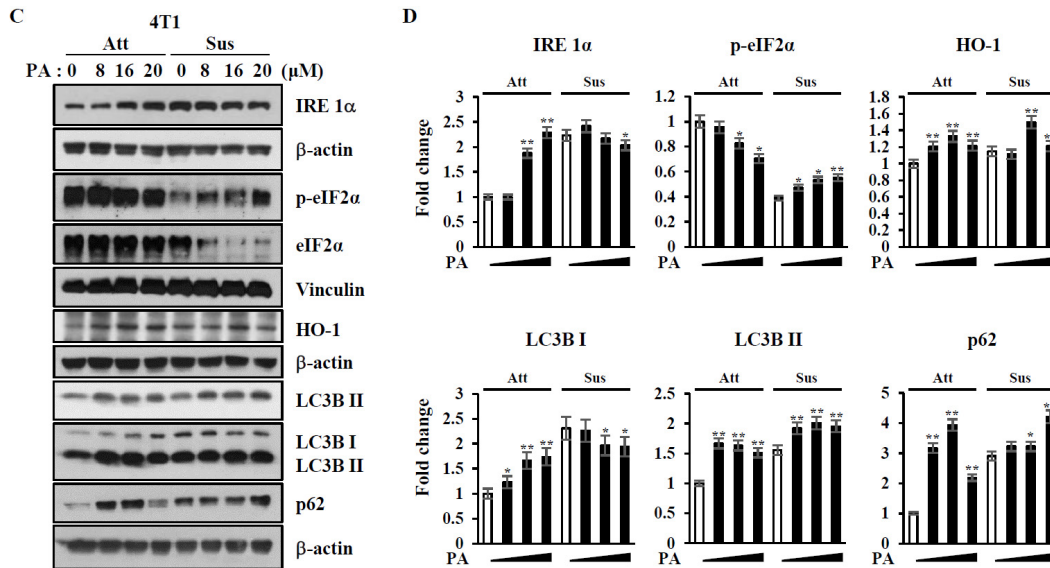 C
4T1
Att Sus
PA : 0 8 16 20 0 8 16 20 (μM)
IRE 1α
β-actin
p-eIF2α
eIF2α
Vinculin
HO-1
β-actin
LC3B II
LC3B I
LC3B II
p62
β-actin
D
IRE 1α
Att Sus
Fold change
3
2.5
2
1.5
1
0.5
0
** ** *
PA
p-eIF2α
Att Sus
1.2
1
0.8
0.6
0.4
0.2
0
* * * * **
PA
HO-1
Att Sus
1.8
1.6
1.4
1.2
1.0
0.8
0.6
0.4
0.2
0
** ** ** ** *
PA
LC3B I
Att Sus
Fold change
3
2.5
2
1.5
1
0.5
0
* ** ** * *
PA
LC3B II
Att Sus
2.5
2
1.5
1
0.5
0
** ** ** ** ** **
PA
p62
Att Sus
5
4
3
2
1
0
** ** ** * *
PA